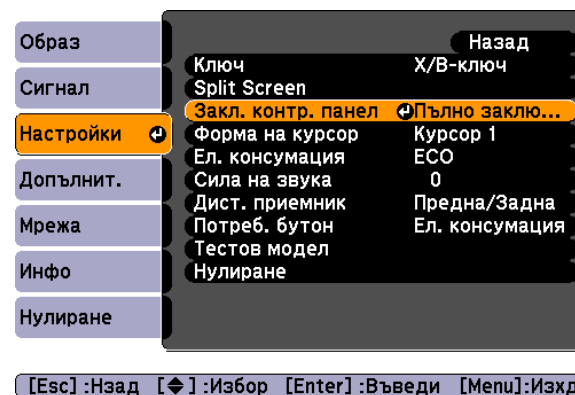 Образ
Сигнал
Настройки
Допълнит.
Мрежа
Инфо
Нулиране
Назад
Ключ Х/В-ключ
Split Screen
Закл. контр. панел Пълно заклю...
Форма на курсор Курсор 1
Ел. консумация ECO
Сила на звука 0
Дист. приемник Предна/Задна
Потреб. бутон Ел. консумация
Тестов модел
Нулиране
[Esc] :Нзад [◆] :Избор [Enter] :Въведи [Menu]:Изхд